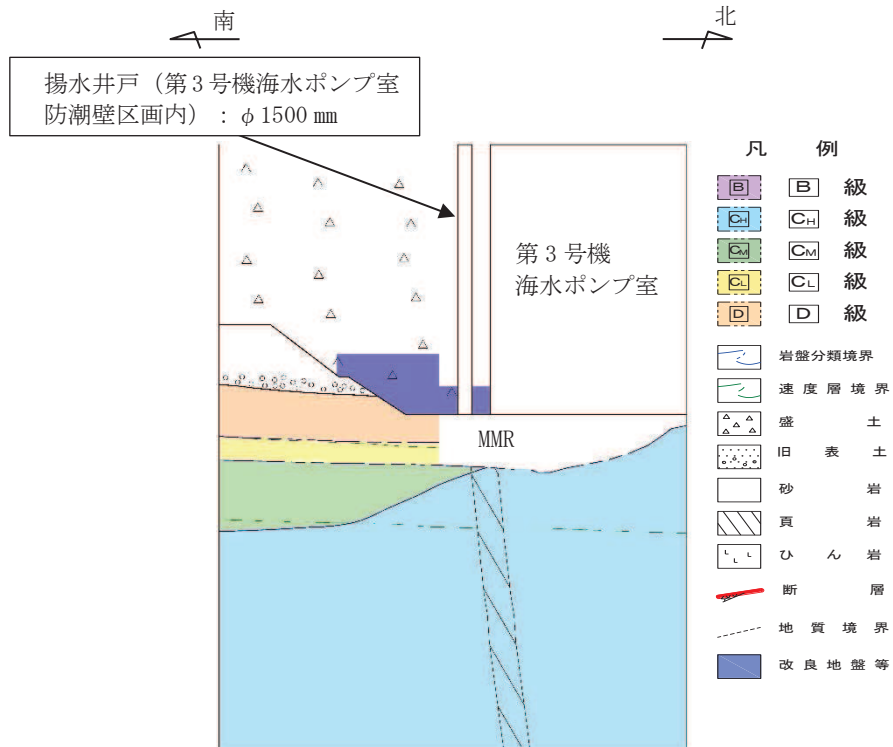 南
北
揚水井戸（第３号機海水ポンプ室
防潮壁区画内）：φ1500 mm
第３号機
海水ポンプ室
MMR
凡 例
B B 級
CH CH 級
CM CM 級
CL CL 級
D D 級
岩盤分類境界
速度層境界
盛 土
旧 表 土
砂 岩
頁 岩
ひ ん 岩
断 層
地 質 境 界
改 良 地 盤 等